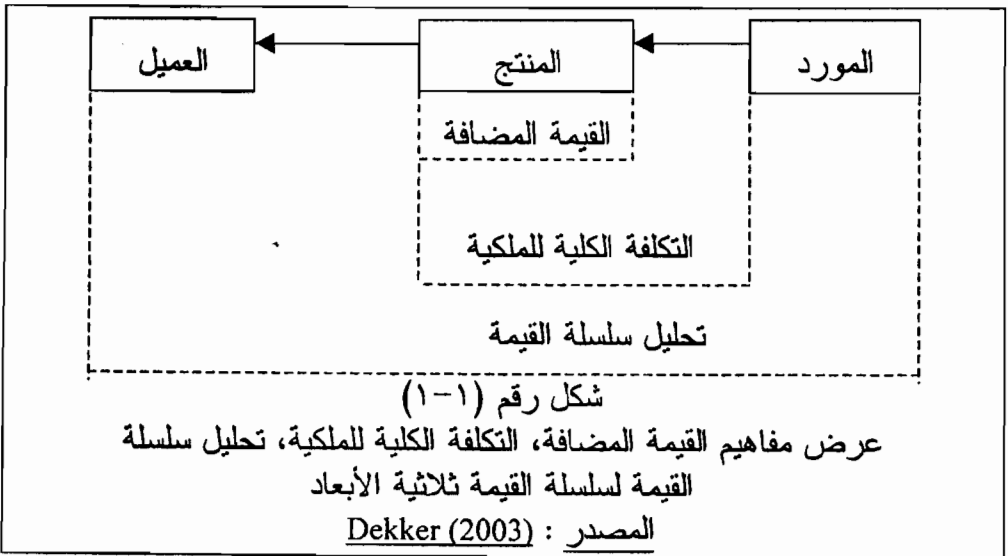 المورد
المنتج
العميل
القيمة المضافة
التكلفة الكلية للملكية
تحليل سلسلة القيمة
شكل رقم (١-١)
عرض مفاهيم القيمة المضافة، التكلفة الكلية للملكية، تحليل سلسلة
القيمة لسلسلة القيمة ثلاثية الأبعاد
المصدر : Dekker (2003)